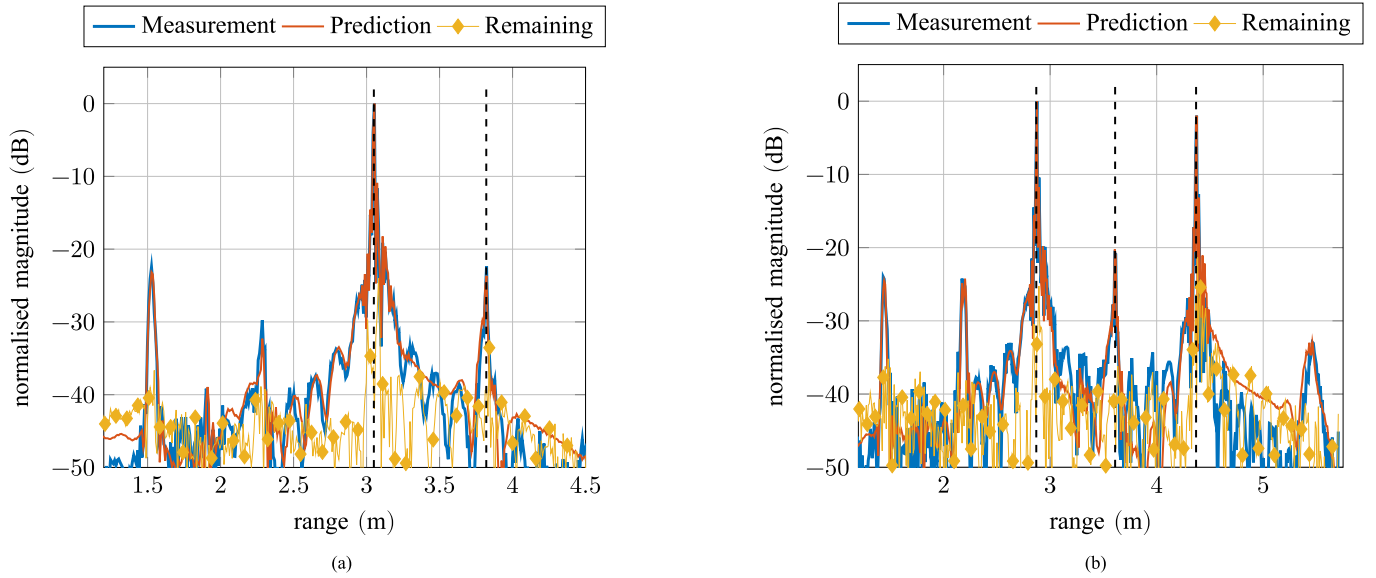 Measurement Prediction Remaining
0
−10
−20
−30
−40
−50
normalised magnitude (dB)
1.5 2 2.5 3 3.5 4 4.5
range (m)
(a)
Measurement Prediction Remaining
0
−10
−20
−30
−40
−50
normalised magnitude (dB)
2 3 4 5
range (m)
(b)